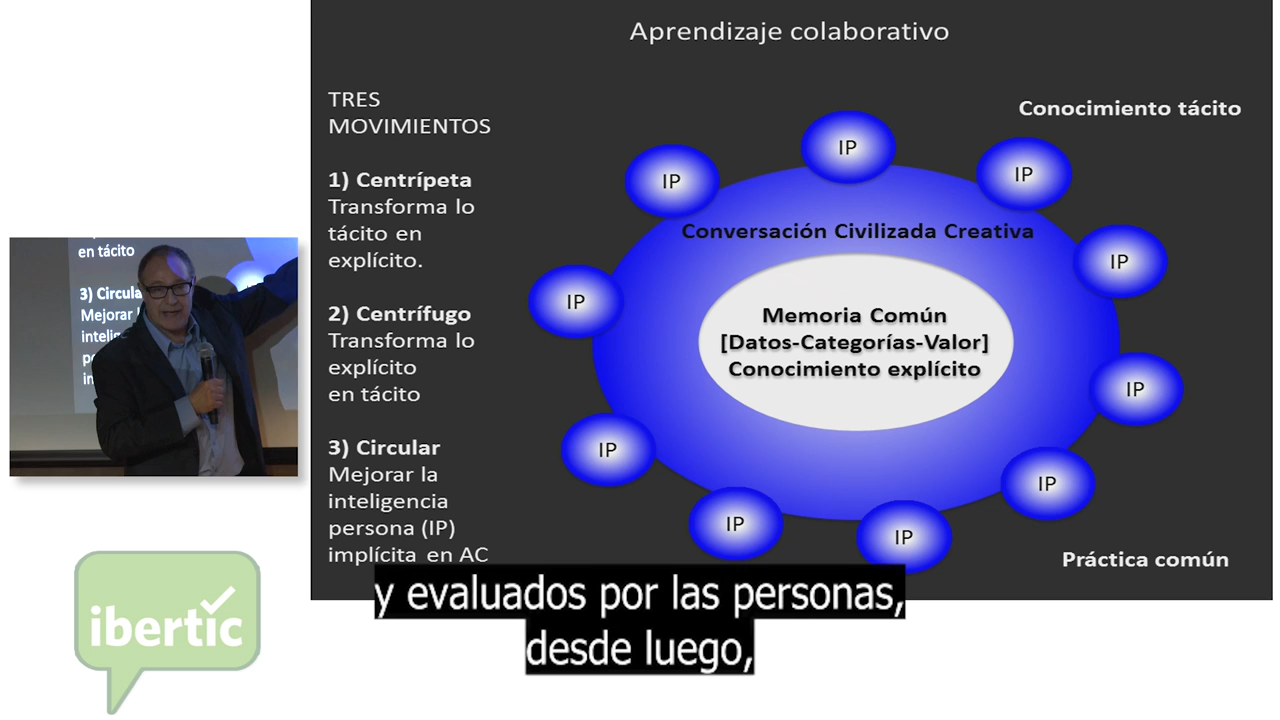 Aprendizaje colaborativo
TRES
MOVIMIENTOS
1) Centrípeta
Transforma lo
tácito en
explícito.
2) Centrífugo
Transforma lo
explícito
en tácito
3) Circular
Mejorar la
inteligencia
persona (IP)
implícita en AC
Conocimiento tácito
IP
IP
IP
IP
IP
IP
IP
IP
IP
IP
IP
Conversación Civilizada Creativa
Memoria Común
[Datos-Categorías-Valor]
Conocimiento explícito
Práctica común
en tácito
3) Circula
Mejorar l
intelig
pe
im
ibertic
y evaluados por las personas,
desde luego,